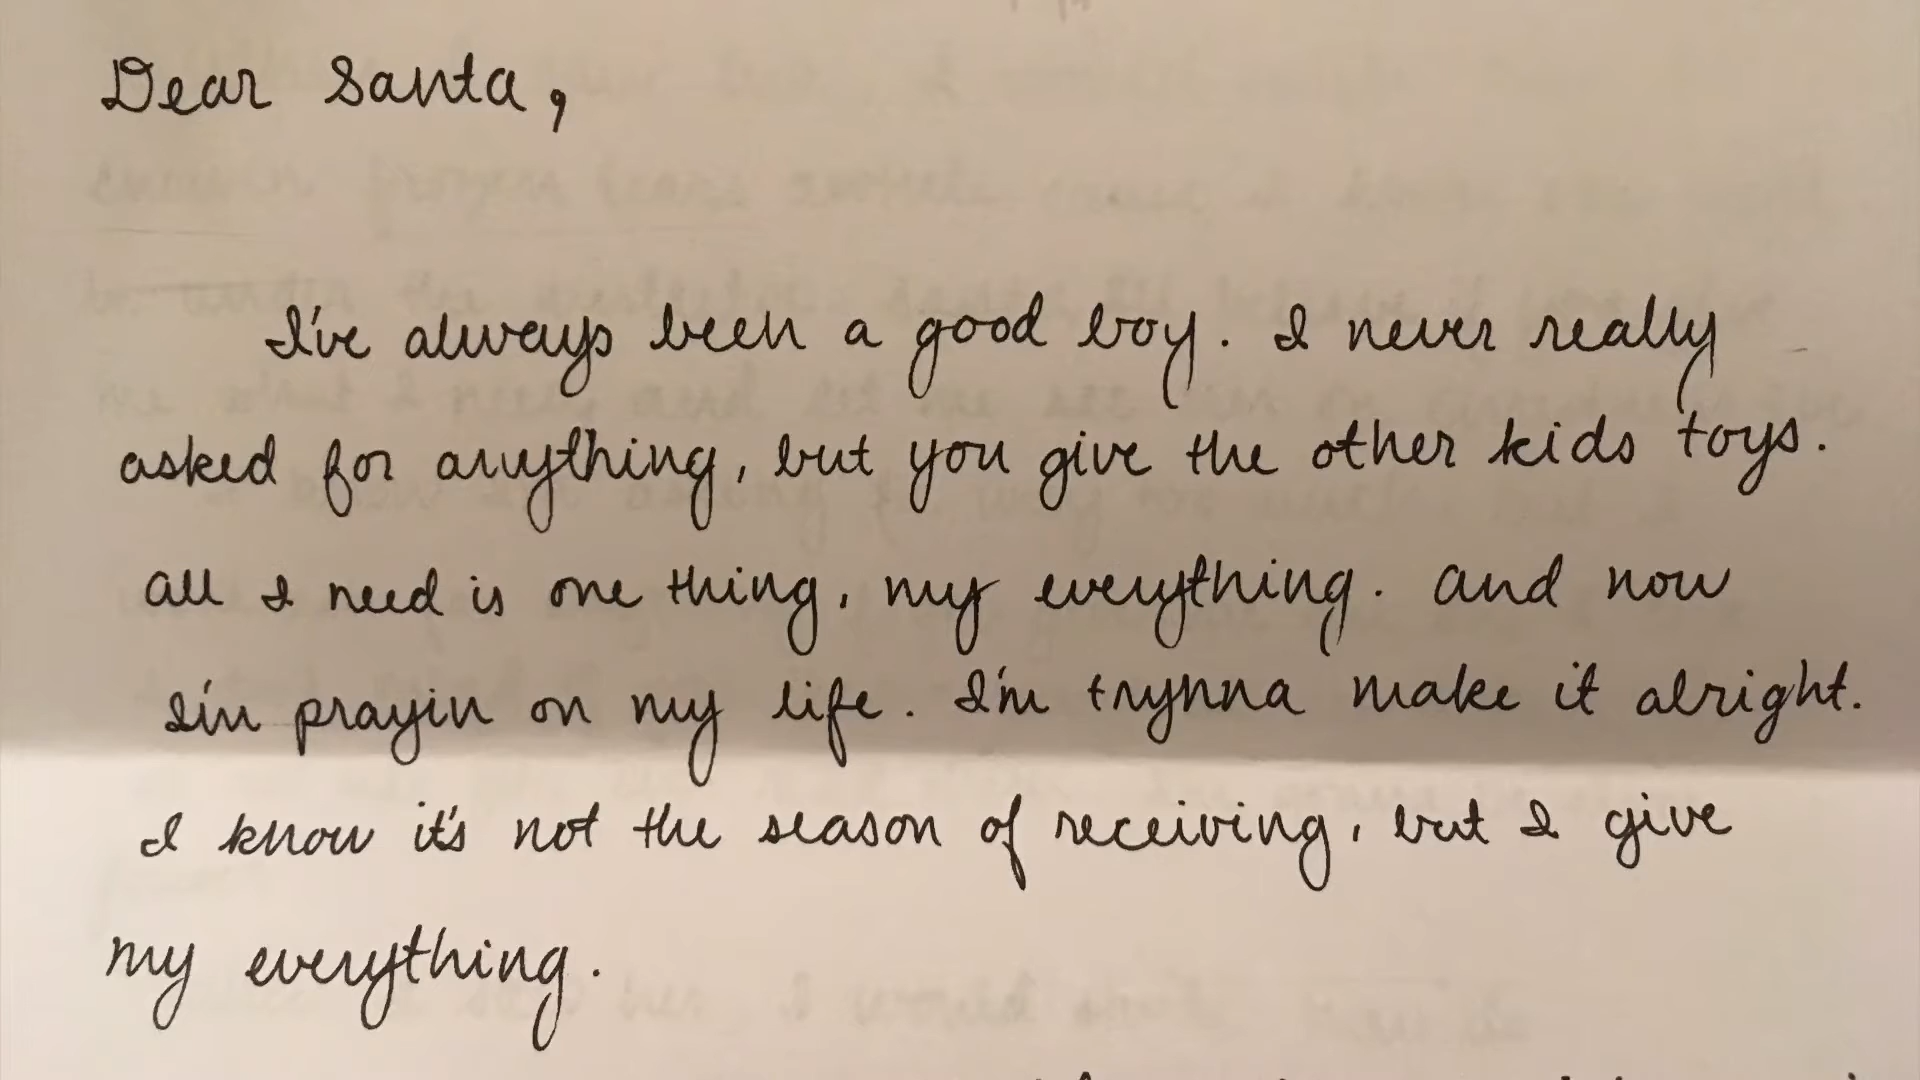 Dear Santa,
I've always been a good boy. I never really
asked for anything, but you give the other kids toys.
All I need is one thing, my everything. And now
I'm prayin on my life. I'm trynna make it alright.
I know it's not the season of receiving, but I give
my everything.